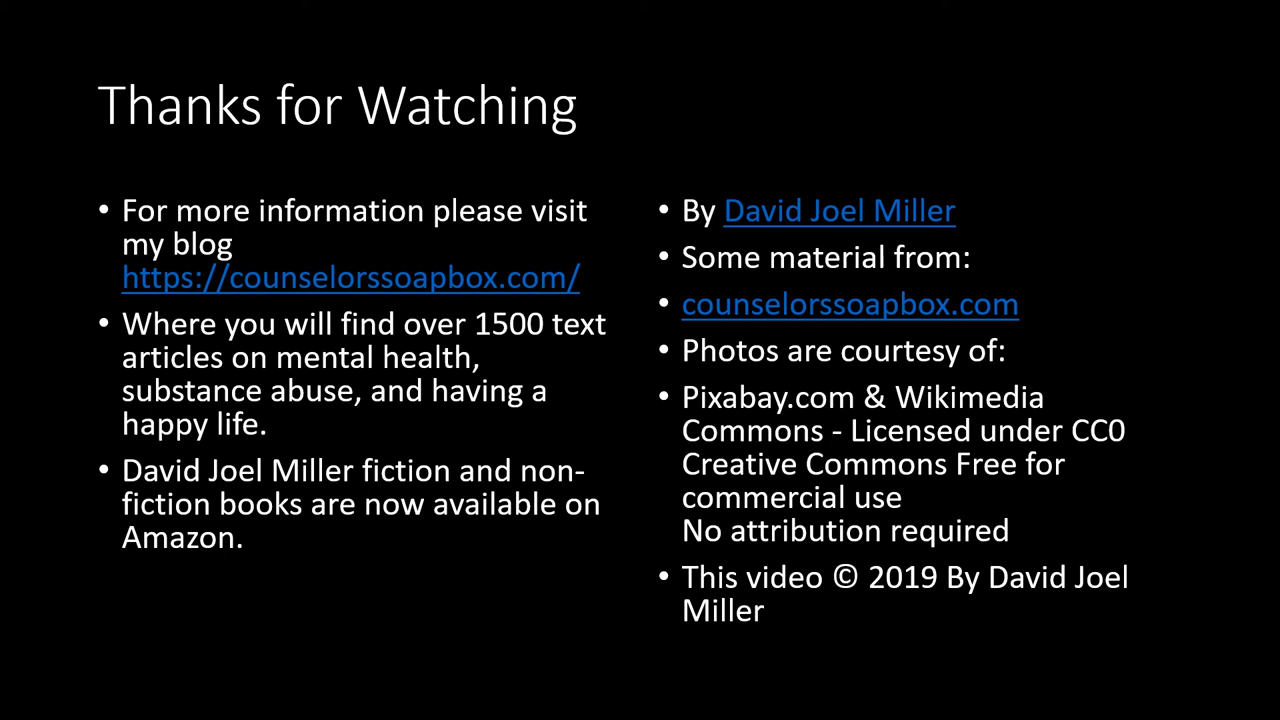 Thanks for Watching
• For more information please visit
my blog
https://counselorssoapbox.com/
• Where you will find over 1500 text
articles on mental health,
substance abuse, and having a
happy life.
• David Joel Miller fiction and non-
fiction books are now available on
Amazon.
• By David Joel Miller
• Some material from:
• counselorssoapbox.com
• Photos are courtesy of:
• Pixabay.com & Wikimedia
Commons - Licensed under CC0
Creative Commons Free for
commercial use
No attribution required
• This video © 2019 By David Joel
Miller